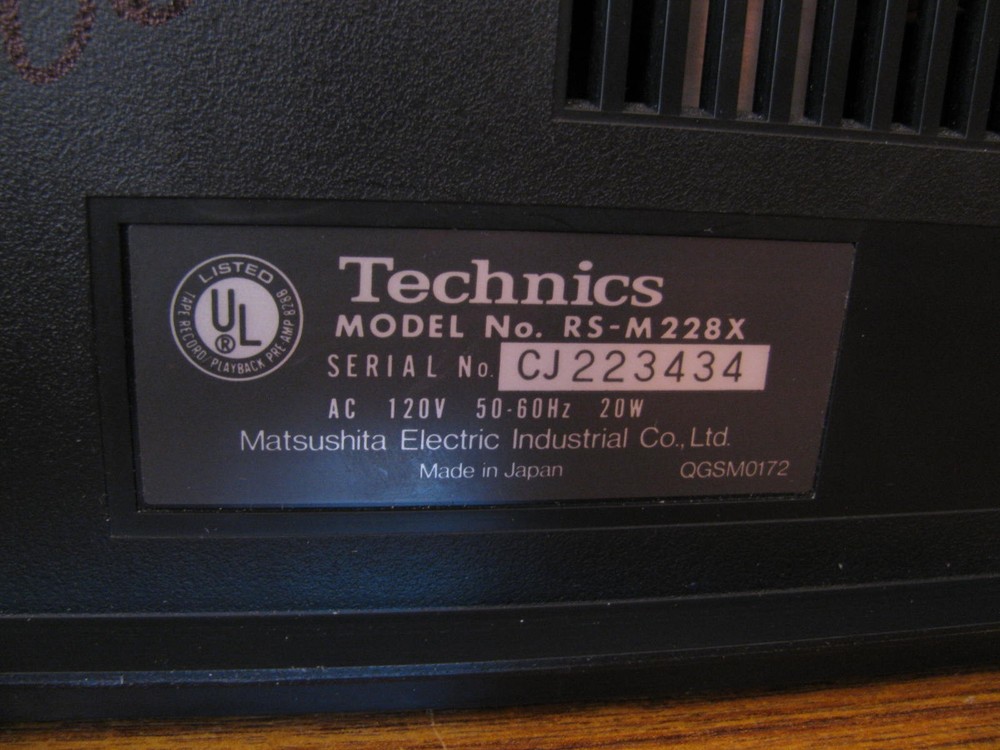 LISTED
UL®
TAPE RECORD/PLAYBACK PRE AMP 828B
Technics
MODEL No. RS-M228X
SERIAL No. CJ223434
AC 120V 50-60Hz 20W
Matsushita Electric Industrial Co., Ltd.
Made in Japan QGSM0172